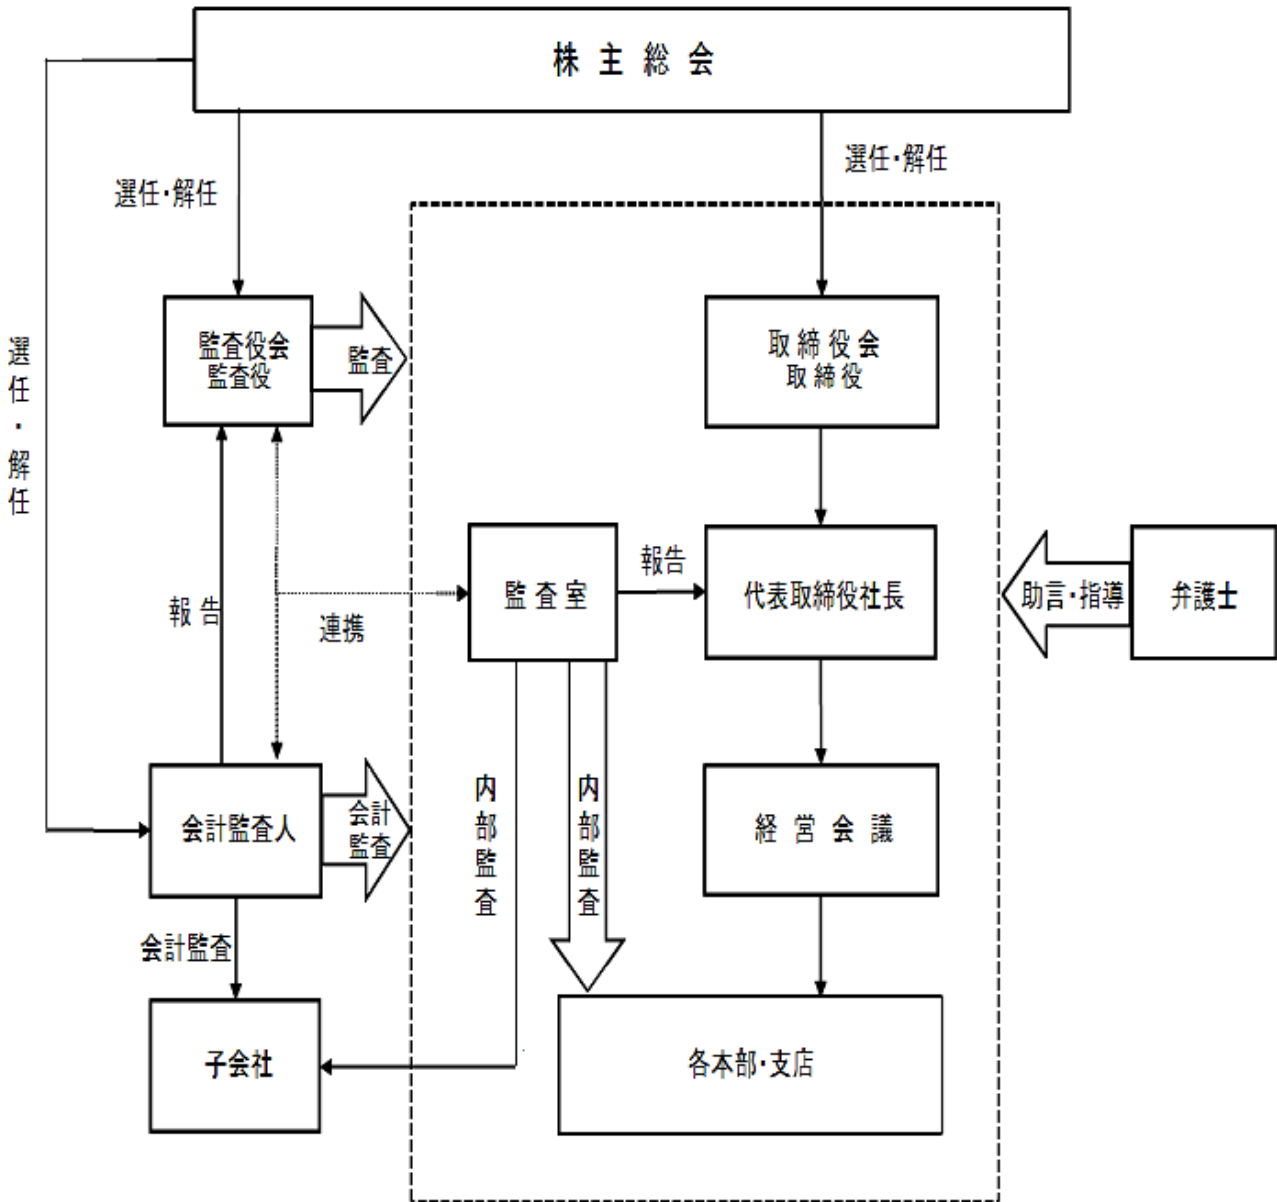 株主総会
選任・解任
選任・解任
選任・解任
監査役会
監査役
監査
取締役会
取締役
監査室
報告
代表取締役社長
助言・指導
弁護士
報告
連携
会計監査人
会計
監査
内部監査
内部監査
経営会議
会計監査
子会社
各本部・支店